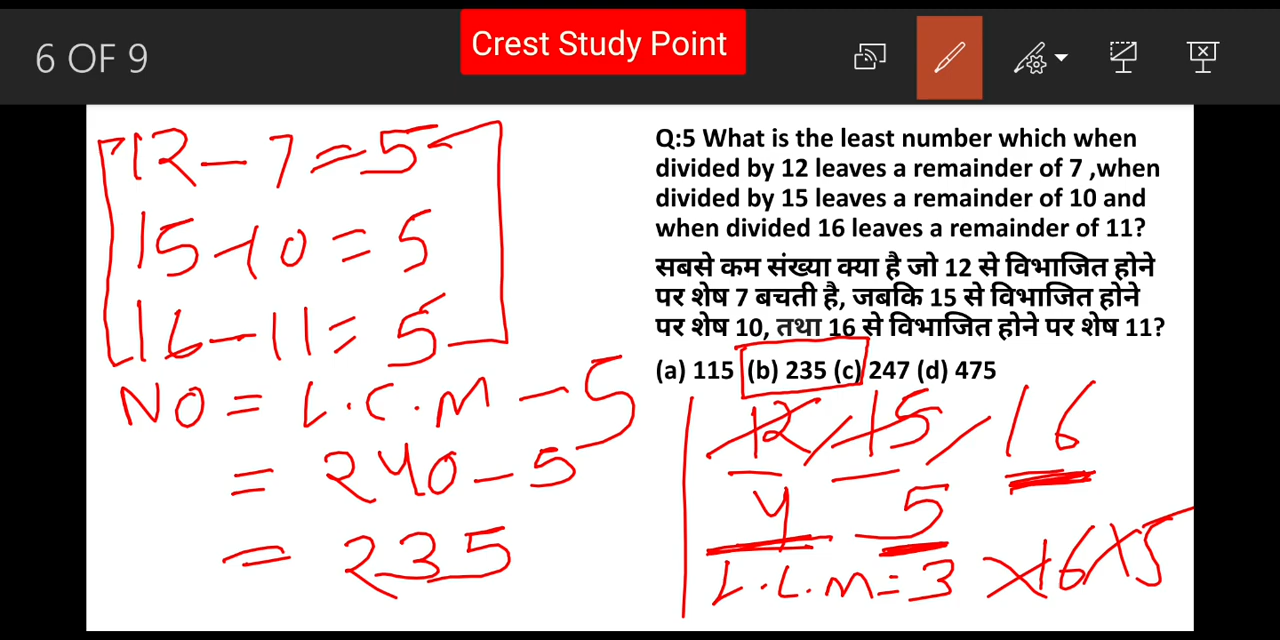 6 OF 9
Crest Study Point
12 - 7 = 5
15 - 10 = 5
16 - 11 = 5
NO = L.C.M - 5
= 240 - 5
= 235
Q:5 What is the least number which when
divided by 12 leaves a remainder of 7 ,when
divided by 15 leaves a remainder of 10 and
when divided 16 leaves a remainder of 11?
सबसे कम संख्या क्या है जो 12 से विभाजित होने
पर शेष 7 बचती है, जबकि 15 से विभाजित होने
पर शेष 10, तथा 16 से विभाजित होने पर शेष 11?
(a) 115 (b) 235 (c) 247 (d) 475
12, 15, 16
4 5
L.C.M = 3 × 16 × 5